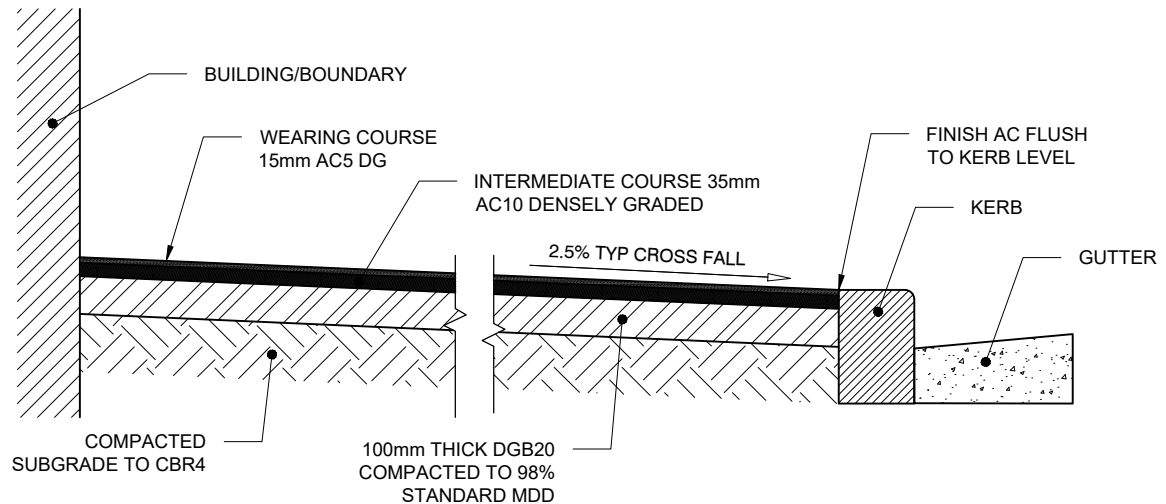 BUILDING/BOUNDARY
WEARING COURSE
15mm AC5 DG
INTERMEDIATE COURSE 35mm
AC10 DENSELY GRADED
2.5% TYP CROSS FALL
FINISH AC FLUSH
TO KERB LEVEL
KERB
GUTTER
COMPACTED
SUBGRADE TO CBR4
100mm THICK DGB20
COMPACTED TO 98%
STANDARD MDD